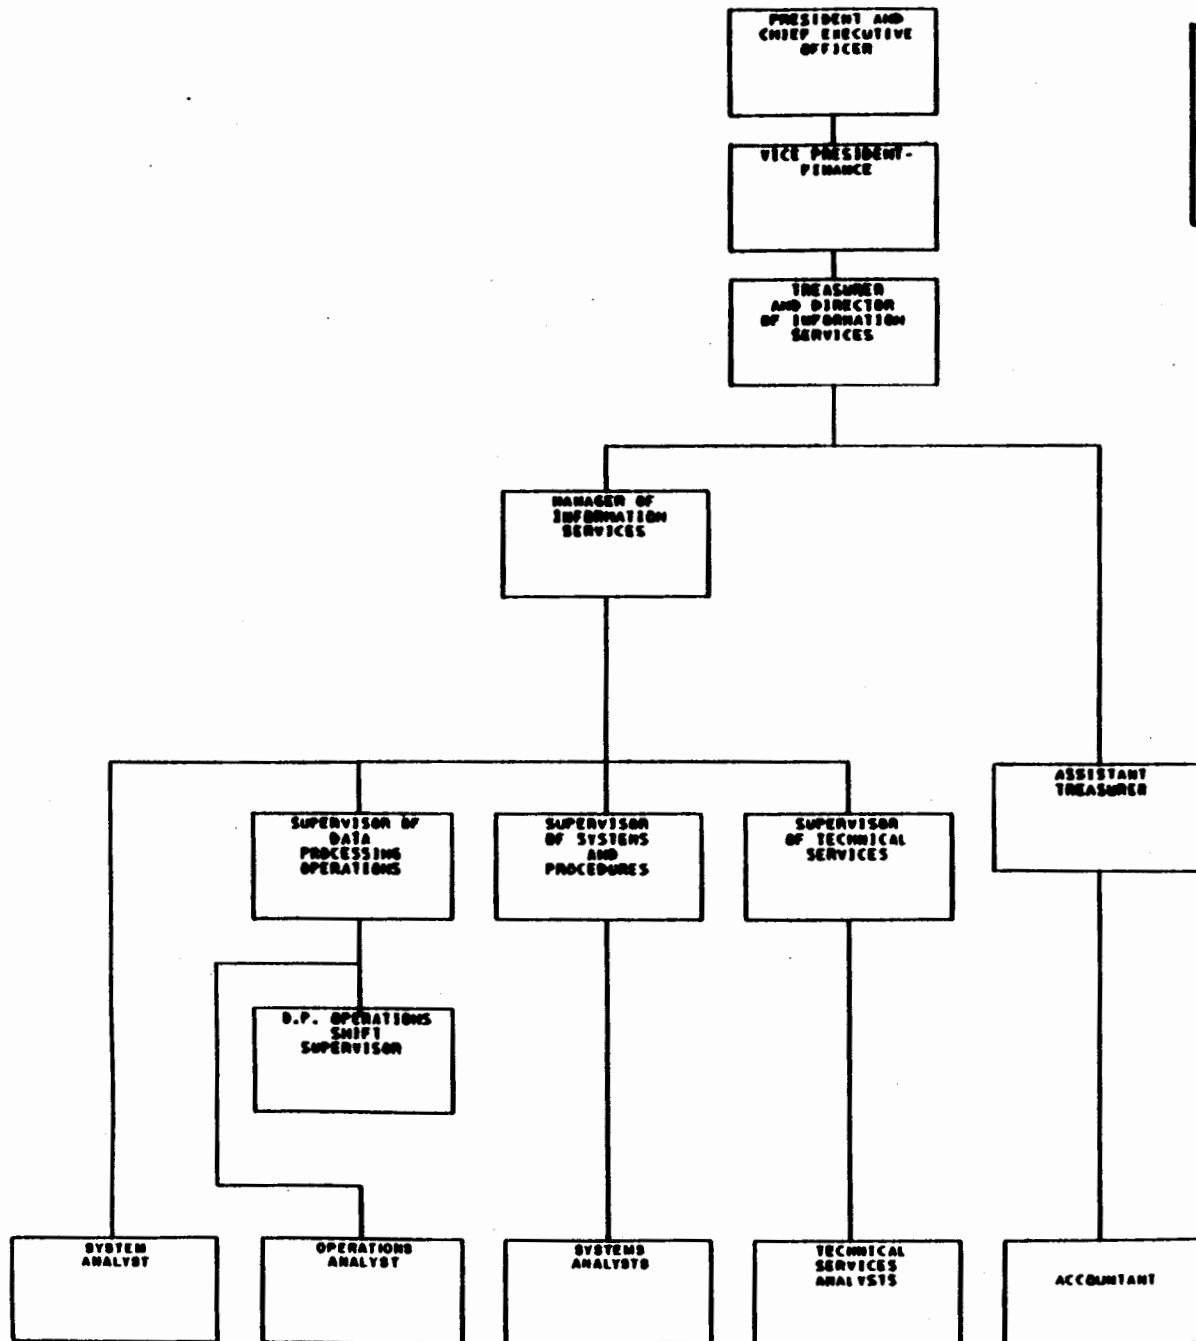 PRESIDENT AND
CHIEF EXECUTIVE
OFFICER
VICE PRESIDENT-
FINANCE
TREASURER
AND DIRECTOR
OF INFORMATION
SERVICES
MANAGER OF
INFORMATION
SERVICES
ASSISTANT
TREASURER
SUPERVISOR OF
DATA
PROCESSING
OPERATIONS
SUPERVISOR
OF SYSTEMS
AND
PROCEDURES
SUPERVISOR
OF TECHNICAL
SERVICES
D.P. OPERATIONS
SHIFT
SUPERVISOR
SYSTEM
ANALYST
OPERATIONS
ANALYST
SYSTEMS
ANALYSTS
TECHNICAL
SERVICES
ANALYSTS
ACCOUNTANT